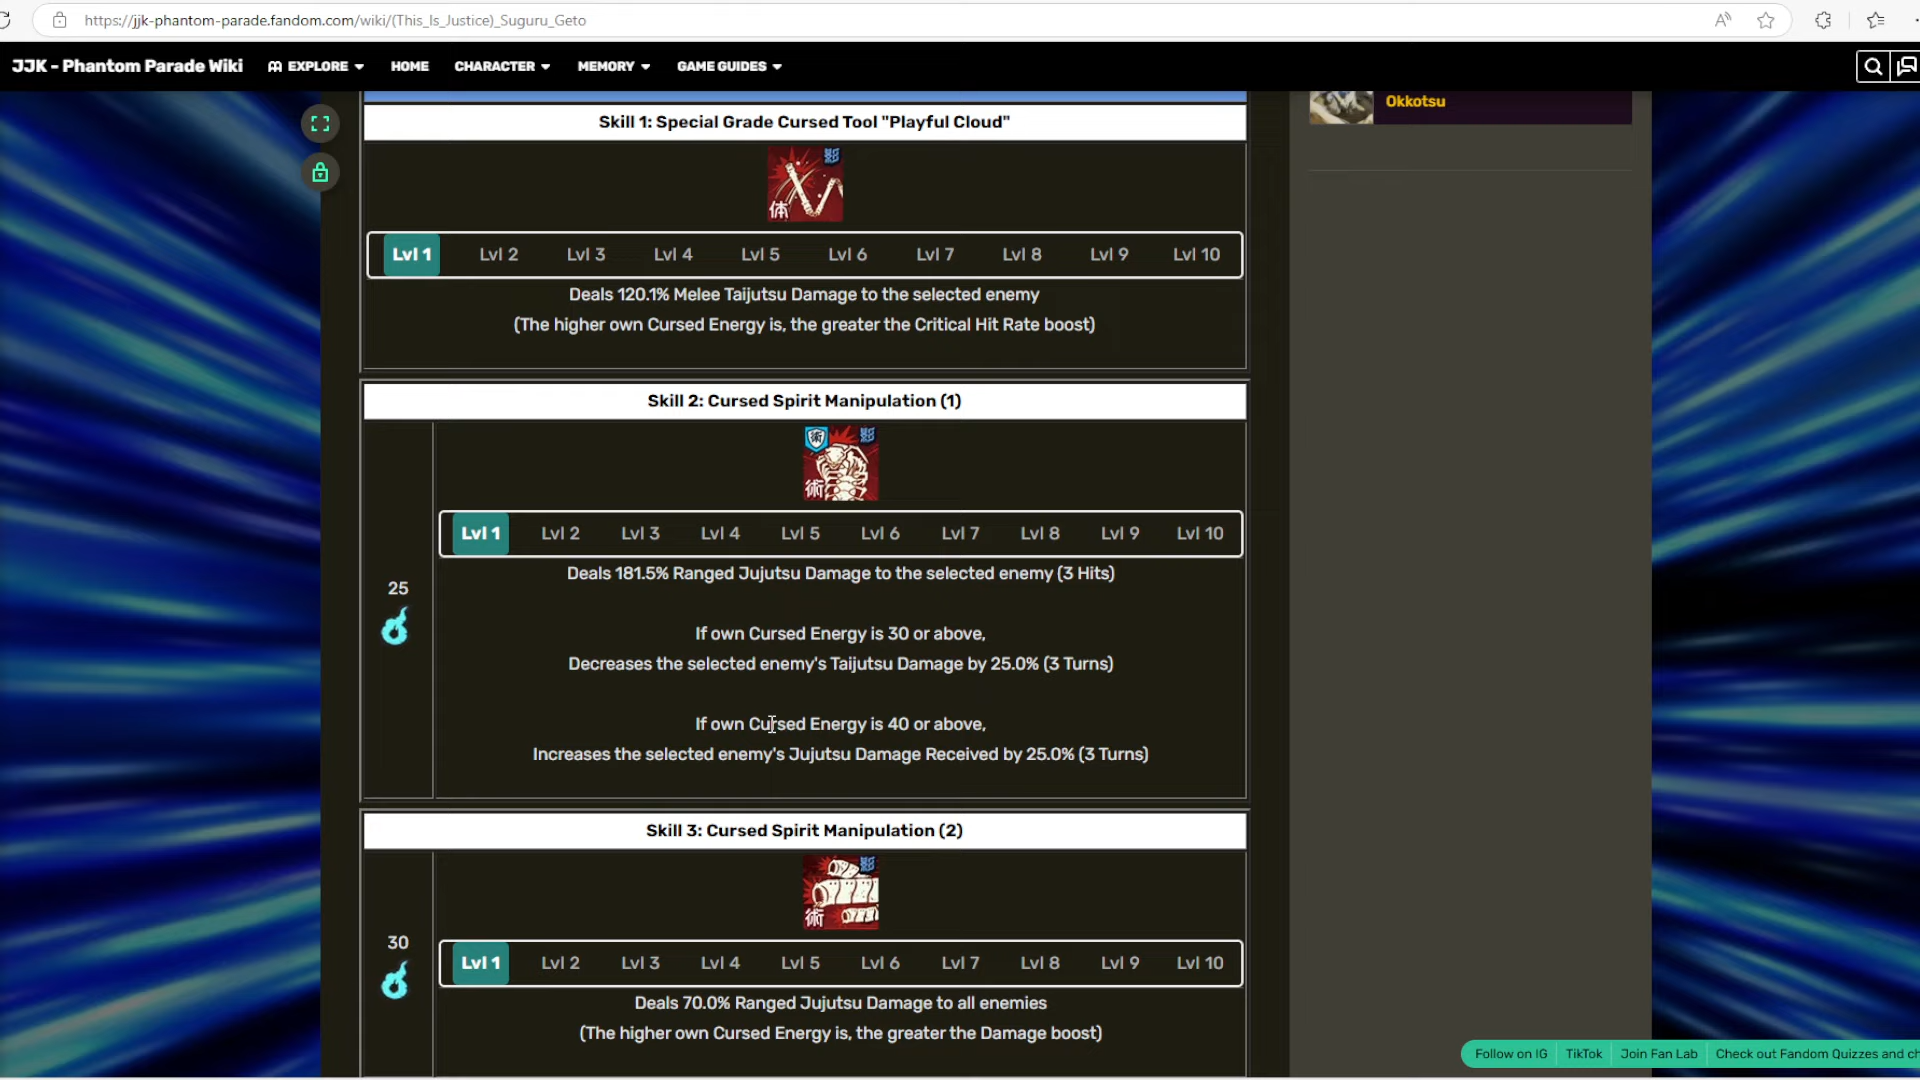 https://jjk-phantom-parade.fandom.com/wiki/(This_Is_Justice)_Suguru_Geto
JJK - Phantom Parade Wiki EXPLORE HOME CHARACTER MEMORY GAME GUIDES
Okkotsu
Skill 1: Special Grade Cursed Tool "Playful Cloud"
体
Lvl 1 Lvl 2 Lvl 3 Lvl 4 Lvl 5 Lvl 6 Lvl 7 Lvl 8 Lvl 9 Lvl 10
Deals 120.1% Melee Taijutsu Damage to the selected enemy
(The higher own Cursed Energy is, the greater the Critical Hit Rate boost)
Skill 2: Cursed Spirit Manipulation (1)
術
術
Lvl 1 Lvl 2 Lvl 3 Lvl 4 Lvl 5 Lvl 6 Lvl 7 Lvl 8 Lvl 9 Lvl 10
Deals 181.5% Ranged Jujutsu Damage to the selected enemy (3 Hits)
25
If own Cursed Energy is 30 or above,
Decreases the selected enemy's Taijutsu Damage by 25.0% (3 Turns)
If own Cursed Energy is 40 or above,
Increases the selected enemy's Jujutsu Damage Received by 25.0% (3 Turns)
Skill 3: Cursed Spirit Manipulation (2)
術
30
Lvl 1 Lvl 2 Lvl 3 Lvl 4 Lvl 5 Lvl 6 Lvl 7 Lvl 8 Lvl 9 Lvl 10
Deals 70.0% Ranged Jujutsu Damage to all enemies
(The higher own Cursed Energy is, the greater the Damage boost)
Follow on IG TikTok Join Fan Lab Check out Fandom Quizzes and ch